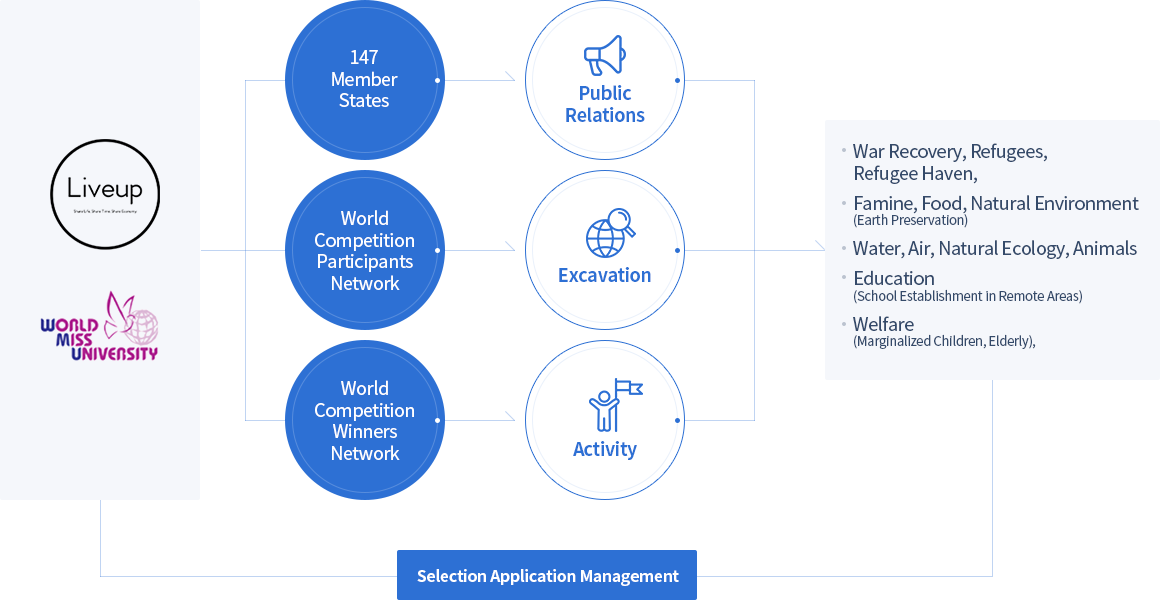 Liveup
WORLD
MISS
UNIVERSITY
147
Member
States
World
Competition
Participants
Network
World
Competition
Winners
Network
Public
Relations
Excavation
Activity
War Recovery, Refugees,
Refugee Haven,
Famine, Food, Natural Environment
(Earth Preservation)
Water, Air, Natural Ecology, Animals
Education
(School Establishment in Remote Areas)
Welfare
(Marginalized Children, Elderly),
Selection Application Management